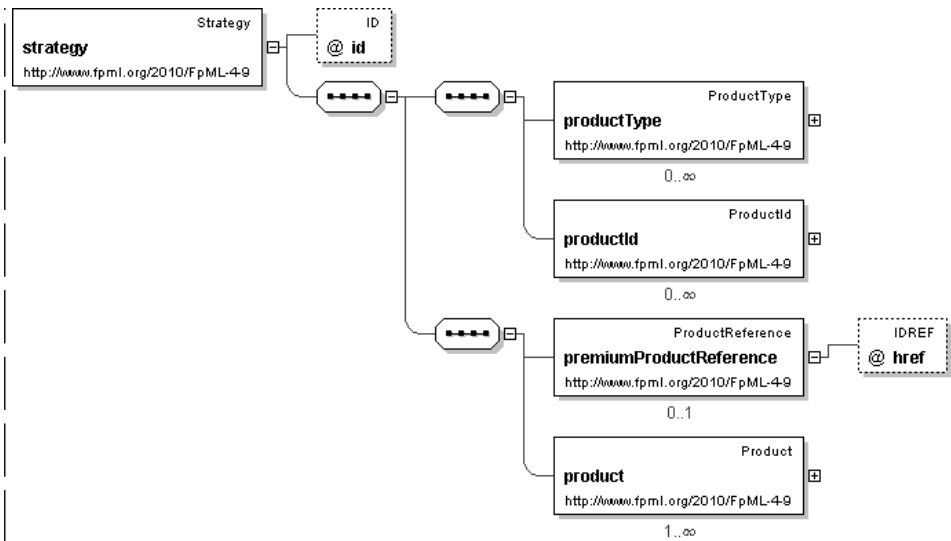 Strategy
strategy
http://www.fpml.org/2010/FpML-4-9
ID
@ id
ProductType
productType
http://www.fpml.org/2010/FpML-4-9
0..∞
ProductId
productId
http://www.fpml.org/2010/FpML-4-9
0..∞
ProductReference
premiumProductReference
http://www.fpml.org/2010/FpML-4-9
0..1
IDREF
@ href
Product
product
http://www.fpml.org/2010/FpML-4-9
1..∞